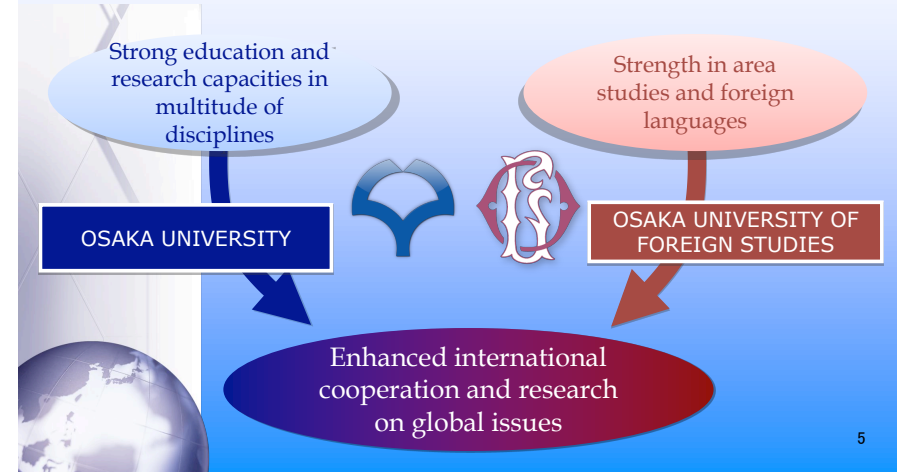 Strong education and
research capacities in
multitude of
disciplines
Strength in area
studies and foreign
languages
OSAKA UNIVERSITY
OSAKA UNIVERSITY OF
FOREIGN STUDIES
Enhanced international
cooperation and research
on global issues
5